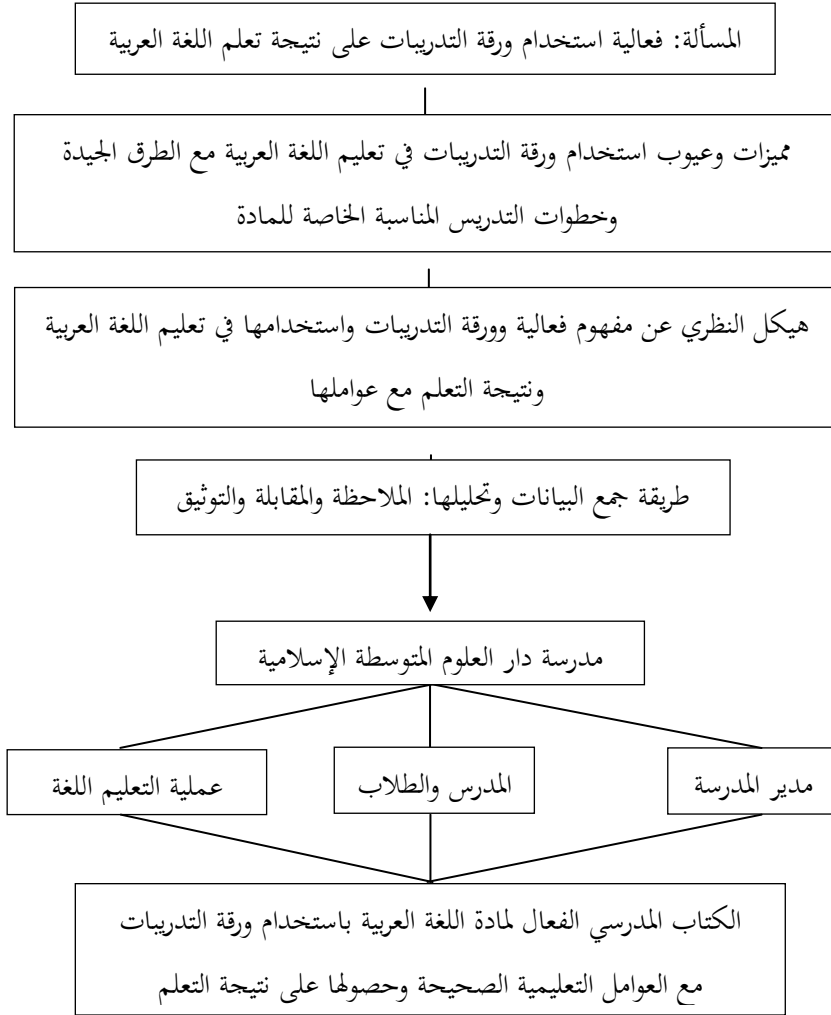 المسألة: فعالية استخدام ورقة التدريبات على نتيجة تعلم اللغة العربية
مميزات وعيوب استخدام ورقة التدريبات في تعليم اللغة العربية مع الطرق الجيدة
وخطوات التدريس المناسبة الخاصة للمادة
هيكل النظري عن مفهوم فعالية وورقة التدريبات واستخدامها في تعليم اللغة العربية
ونتيجة التعلم مع عواملها
طريقة جمع البيانات وتحليلها: الملاحظة والمقابلة والتوثيق
مدرسة دار العلوم المتوسطة الإسلامية
مدير المدرسة
المدرس والطلاب
عملية التعليم اللغة
الكتاب المدرسي الفعال لمادة اللغة العربية باستخدام ورقة التدريبات
مع العوامل التعليمية الصحيحة وحصولها على نتيجة التعلم